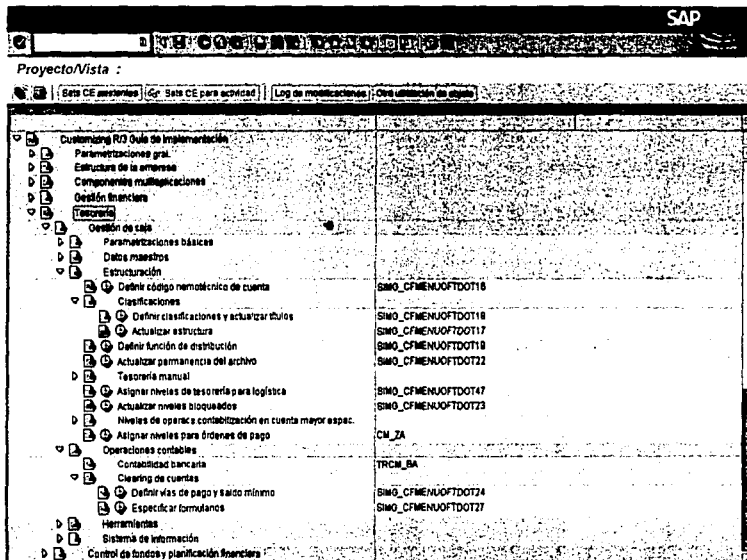 SAP
Proyecto/Vista :
Sets CE existentes Sets CE para actividad Log de modificaciones Otra utilización de objeto
Customizing R/3 Guía de implementación
Parametrizaciones gral.
Estructura de la empresa
Componentes multiaplicaciones
Gestión financiera
Tesorería
Gestión de caja
Parametrizaciones básicas
Datos maestros
Estructuración
Definir código nemotécnico de cuenta SIMG_CFMENUOFTDOT16
Clasificaciones
Definir clasificaciones y actualizar títulos SIMG_CFMENUOFTDOT18
Actualizar estructura SIMG_CFMENUOFTDOT17
Definir función de distribución SIMG_CFMENUOFTDOT19
Actualizar permanencia del archivo SIMG_CFMENUOFTDOT22
Tesorería manual
Asignar niveles de tesorería para logística SIMG_CFMENUOFTDOT47
Actualizar niveles bloqueados SIMG_CFMENUOFTDOT23
Niveles de operacs.contabilización en cuenta mayor espec.
Asignar niveles para órdenes de pago CM_ZA
Operaciones contables
Contabilidad bancaria TRCM_BA
Clearing de cuentas
Definir vías de pago y saldo mínimo SIMG_CFMENUOFTDOT24
Especificar formularios SIMG_CFMENUOFTDOT27
Herramientas
Sistema de información
Control de fondos y planificación financiera